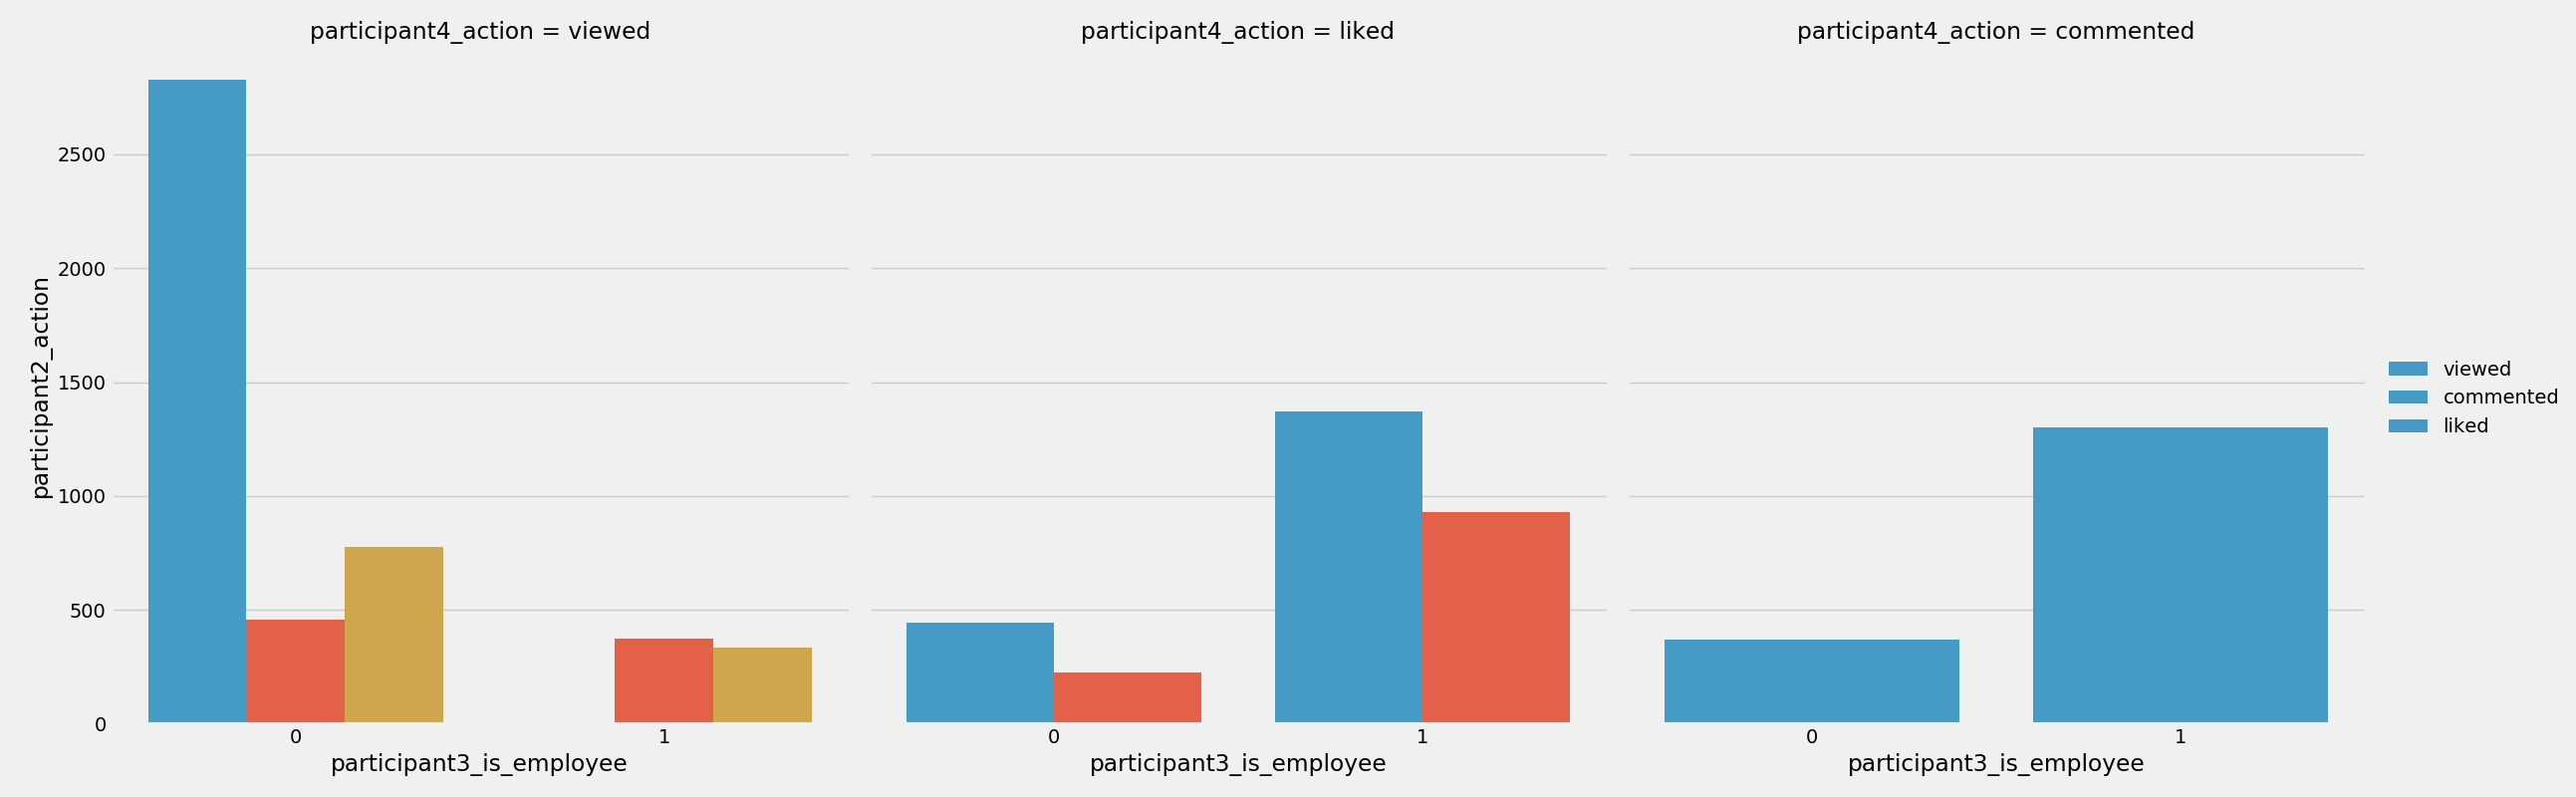 participant4_action = viewed
participant4_action = liked
participant4_action = commented
participant2_action
2500
2000
1500
1000
500
0
0
1
participant3_is_employee
0
1
participant3_is_employee
0
1
participant3_is_employee
viewed
commented
liked